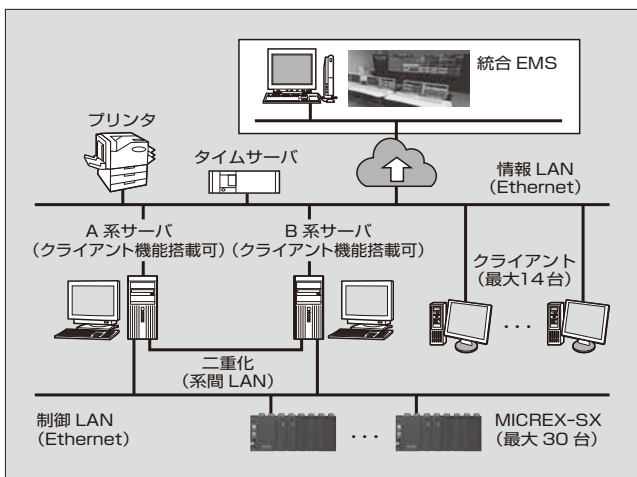 統合 EMS
プリンタ
タイムサーバ
情報 LAN
(Ethernet)
A 系サーバ
(クライアント機能搭載可)
B 系サーバ
(クライアント機能搭載可)
クライアント
(最大14台)
・・・
二重化
(系間 LAN)
制御 LAN
(Ethernet)
・・・
MICREX-SX
(最大 30 台)